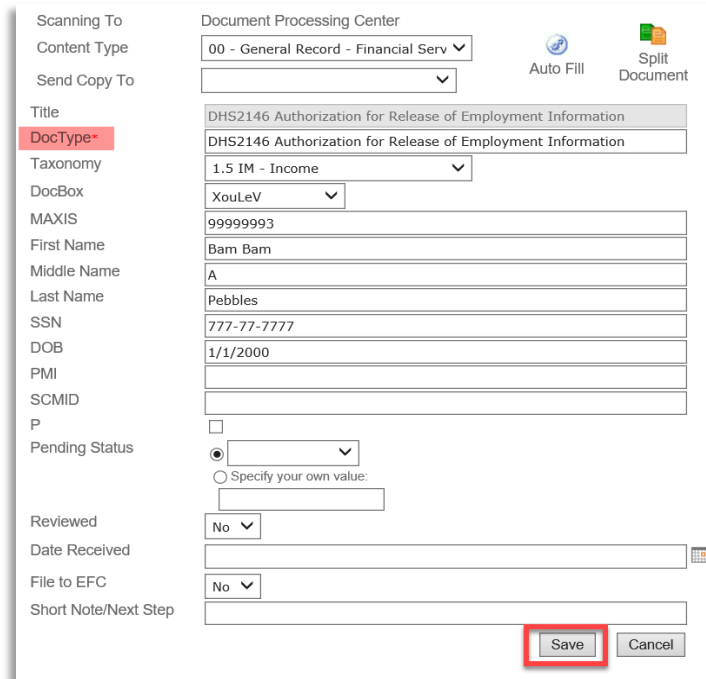 Scanning To Document Processing Center
Content Type 00 - General Record - Financial Serv
Auto Fill Split Document
Send Copy To
Title DHS2146 Authorization for Release of Employment Information
DocType* DHS2146 Authorization for Release of Employment Information
Taxonomy 1.5 IM - Income
DocBox XouLeV
MAXIS 99999993
First Name Bam Bam
Middle Name A
Last Name Pebbles
SSN 777-77-7777
DOB 1/1/2000
PMI
SCMID
P
Pending Status
Specify your own value:
Reviewed No
Date Received
File to EFC No
Short Note/Next Step
Save Cancel